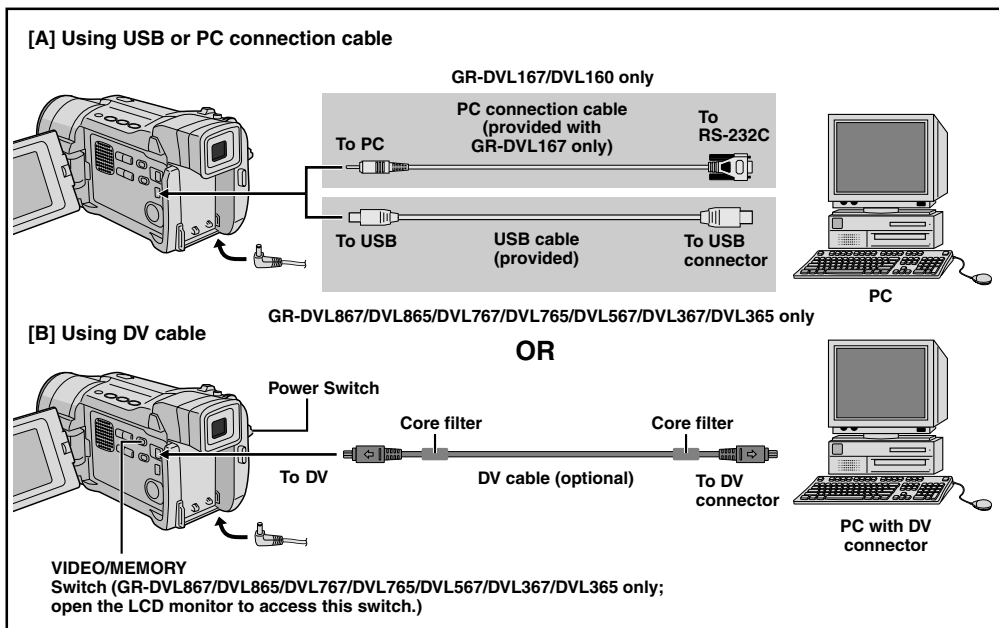 [A] Using USB or PC connection cable
GR-DVL167/DVL160 only
PC connection cable
(provided with
GR-DVL167 only)
To PC
To
RS-232C
To USB
USB cable
(provided)
To USB
connector
PC
GR-DVL867/DVL865/DVL767/DVL765/DVL567/DVL367/DVL365 only
OR
[B] Using DV cable
Power Switch
Core filter
Core filter
To DV
DV cable (optional)
To DV
connector
PC with DV
connector
VIDEO/MEMORY
Switch (GR-DVL867/DVL865/DVL767/DVL765/DVL567/DVL367/DVL365 only;
open the LCD monitor to access this switch.)